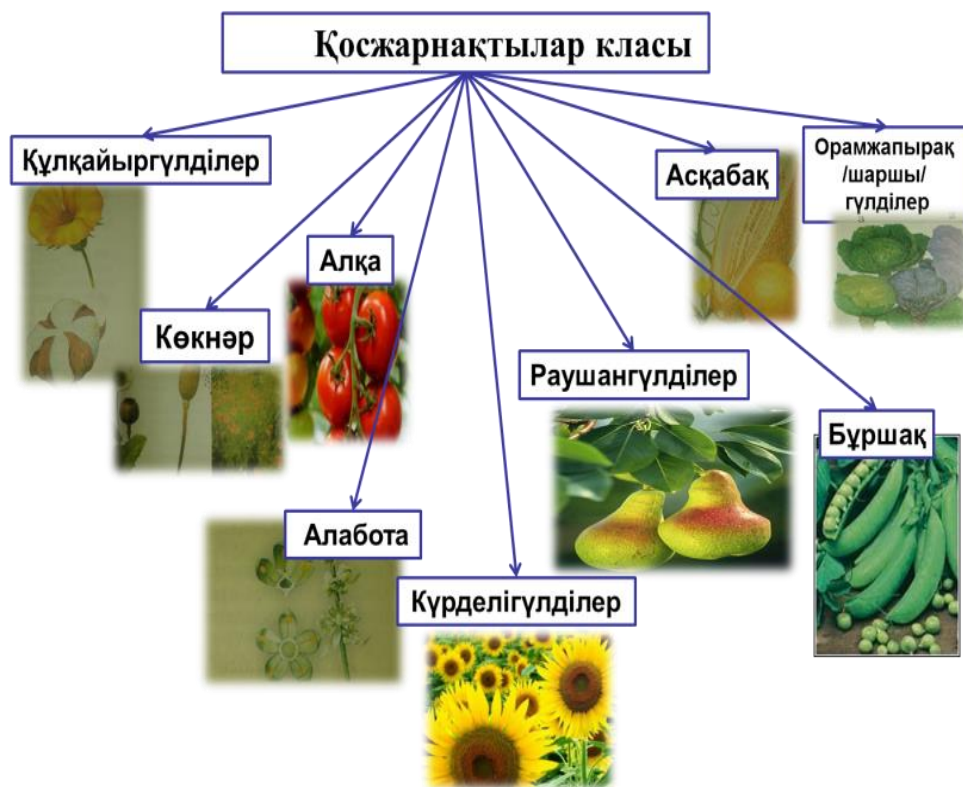 Қосжарнақтылар класы
Құлқайыргүлділер
Асқабақ
Орамжапырақ
/шаршы/
гүлділер
Алқа
Көкнәр
Раушангүлділер
Бұршақ
Алабота
Күрделігүлділер